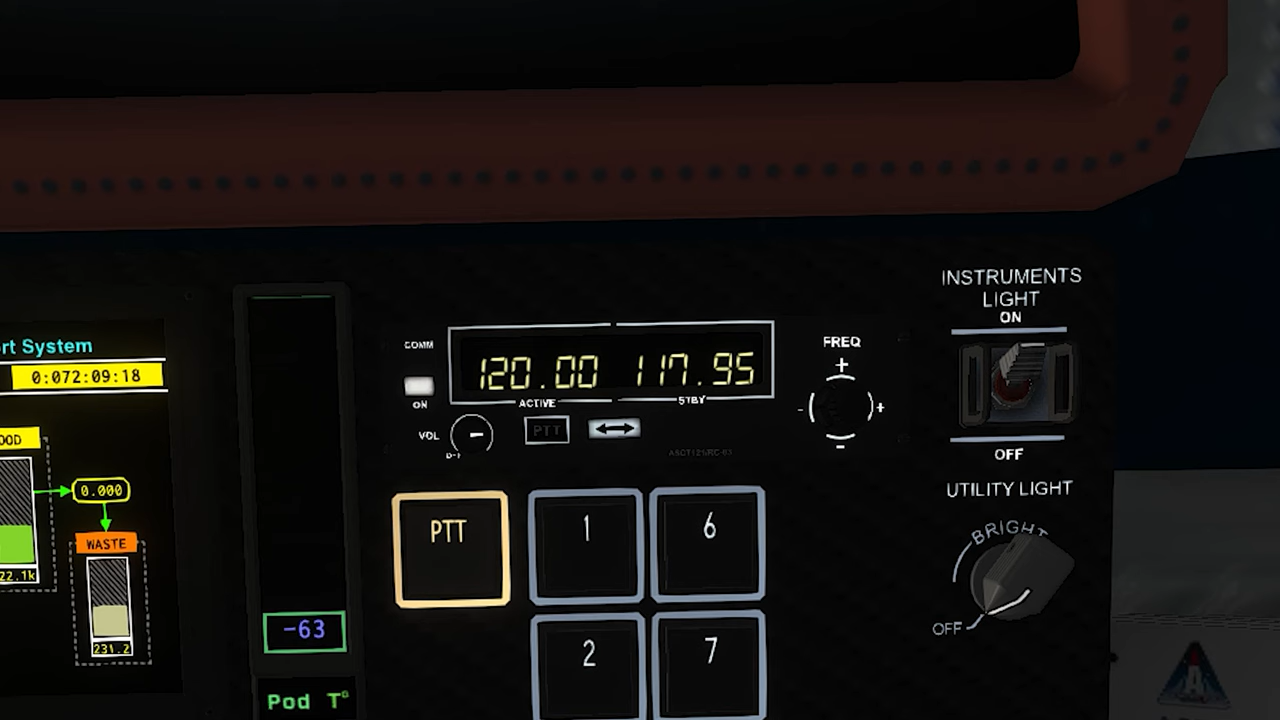 rt System
0:072:09:18
OOD
0.000
WASTE
22.1k
231.2
-63
Pod T°
COMM
ON
VOL
120.00 117.95
ACTIVE
STBY
PTT
FREQ
+
- +
-
PTT
1
6
2
7
INSTRUMENTS
LIGHT
ON
OFF
UTILITY LIGHT
BRIGHT
OFF